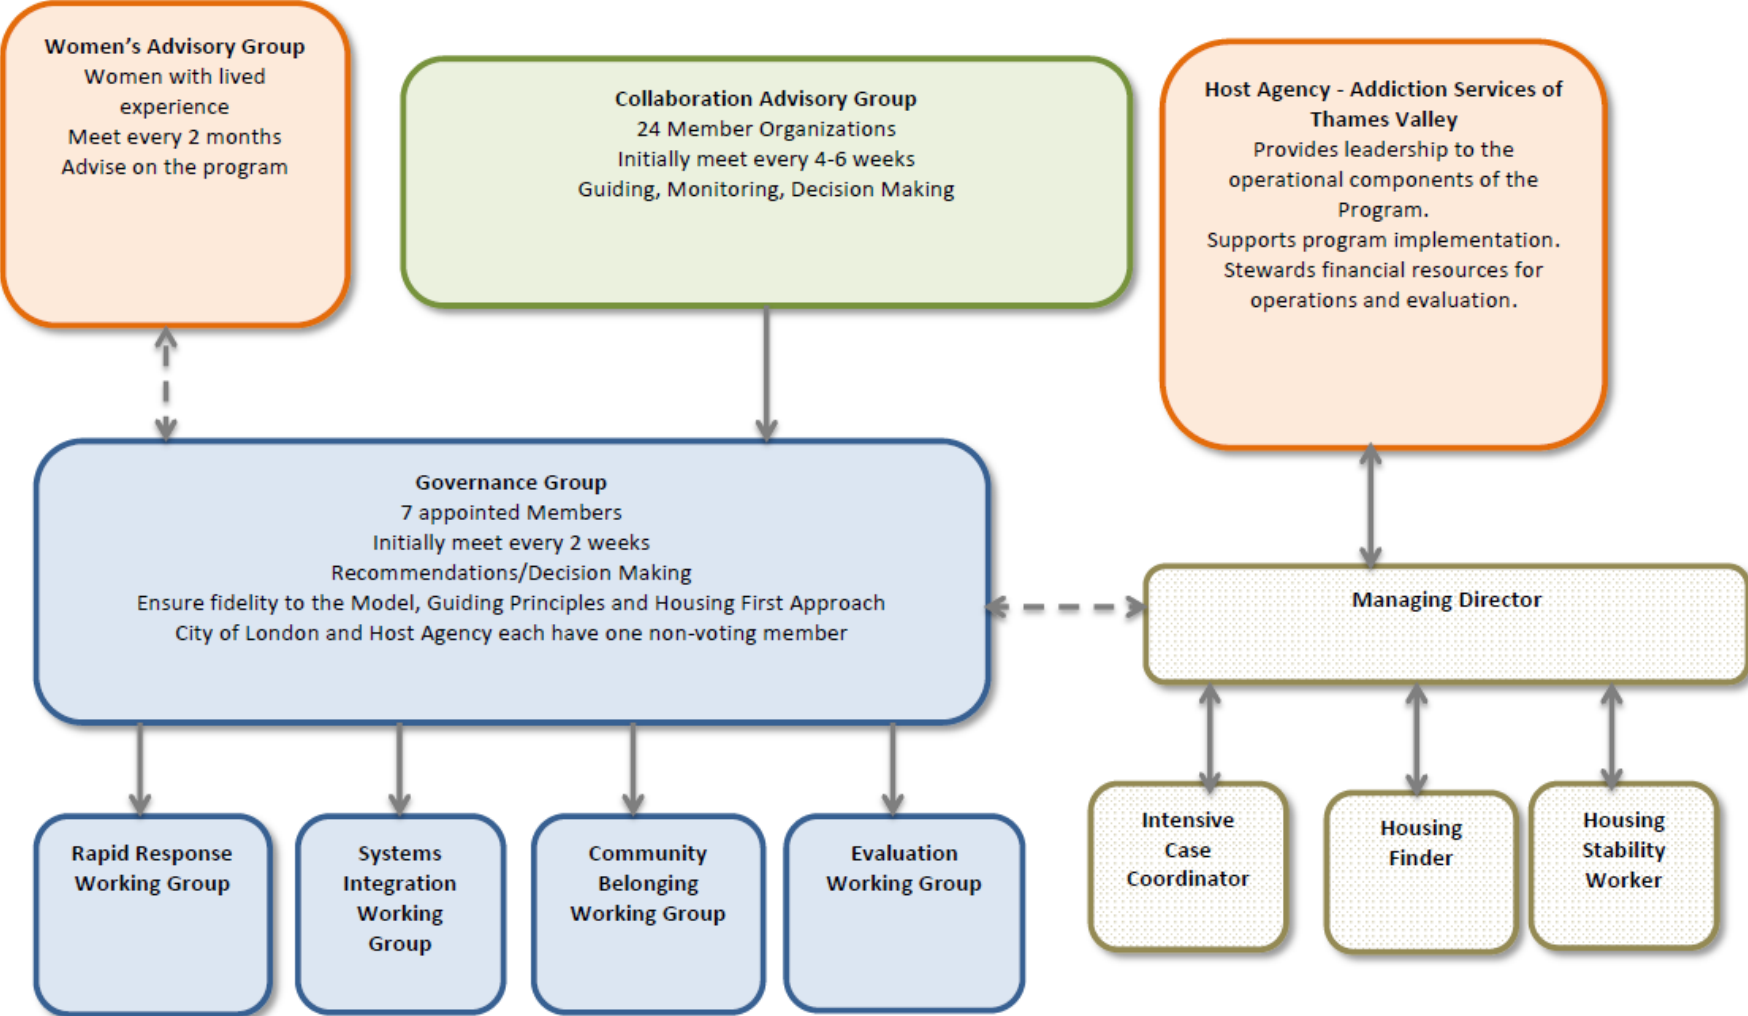 Women’s Advisory Group
Women with lived
experience
Meet every 2 months
Advise on the program
Collaboration Advisory Group
24 Member Organizations
Initially meet every 4-6 weeks
Guiding, Monitoring, Decision Making
Host Agency - Addiction Services of
Thames Valley
Provides leadership to the
operational components of the
Program.
Supports program implementation.
Stewards financial resources for
operations and evaluation.
Governance Group
7 appointed Members
Initially meet every 2 weeks
Recommendations/Decision Making
Ensure fidelity to the Model, Guiding Principles and Housing First Approach
City of London and Host Agency each have one non-voting member
Managing Director
Rapid Response
Working Group
Systems
Integration
Working
Group
Community
Belonging
Working Group
Evaluation
Working Group
Intensive
Case
Coordinator
Housing
Finder
Housing
Stability
Worker